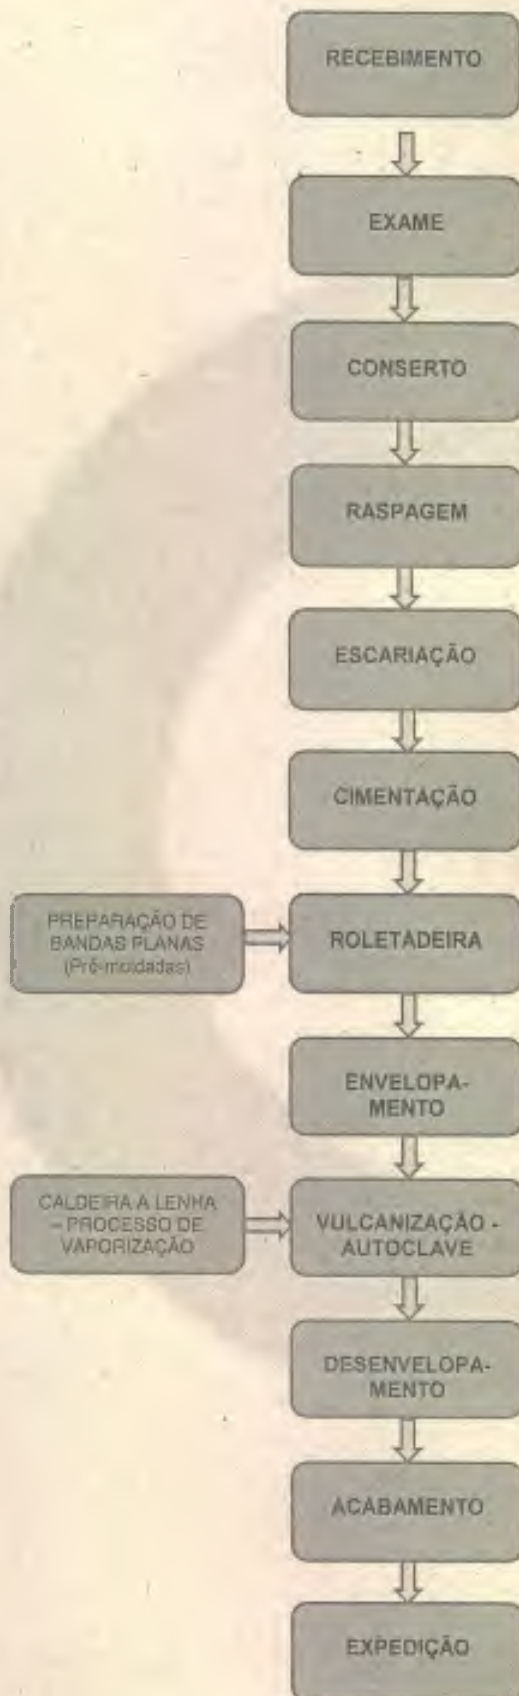 RECEBIMENTO
EXAME
CONSERTO
RASPAGEM
ESCARIAÇÃO
CIMENTAÇÃO
PREPARAÇÃO DE
BANDAS PLANAS
(Pré-moldadas)
ROLETADEIRA
ENVELOPA-
MENTO
CALDEIRA A LENHA
– PROCESSO DE
VAPORIZAÇÃO
VULCANIZAÇÃO -
AUTOCLAVE
DESENVELOPA-
MENTO
ACABAMENTO
EXPEDIÇÃO